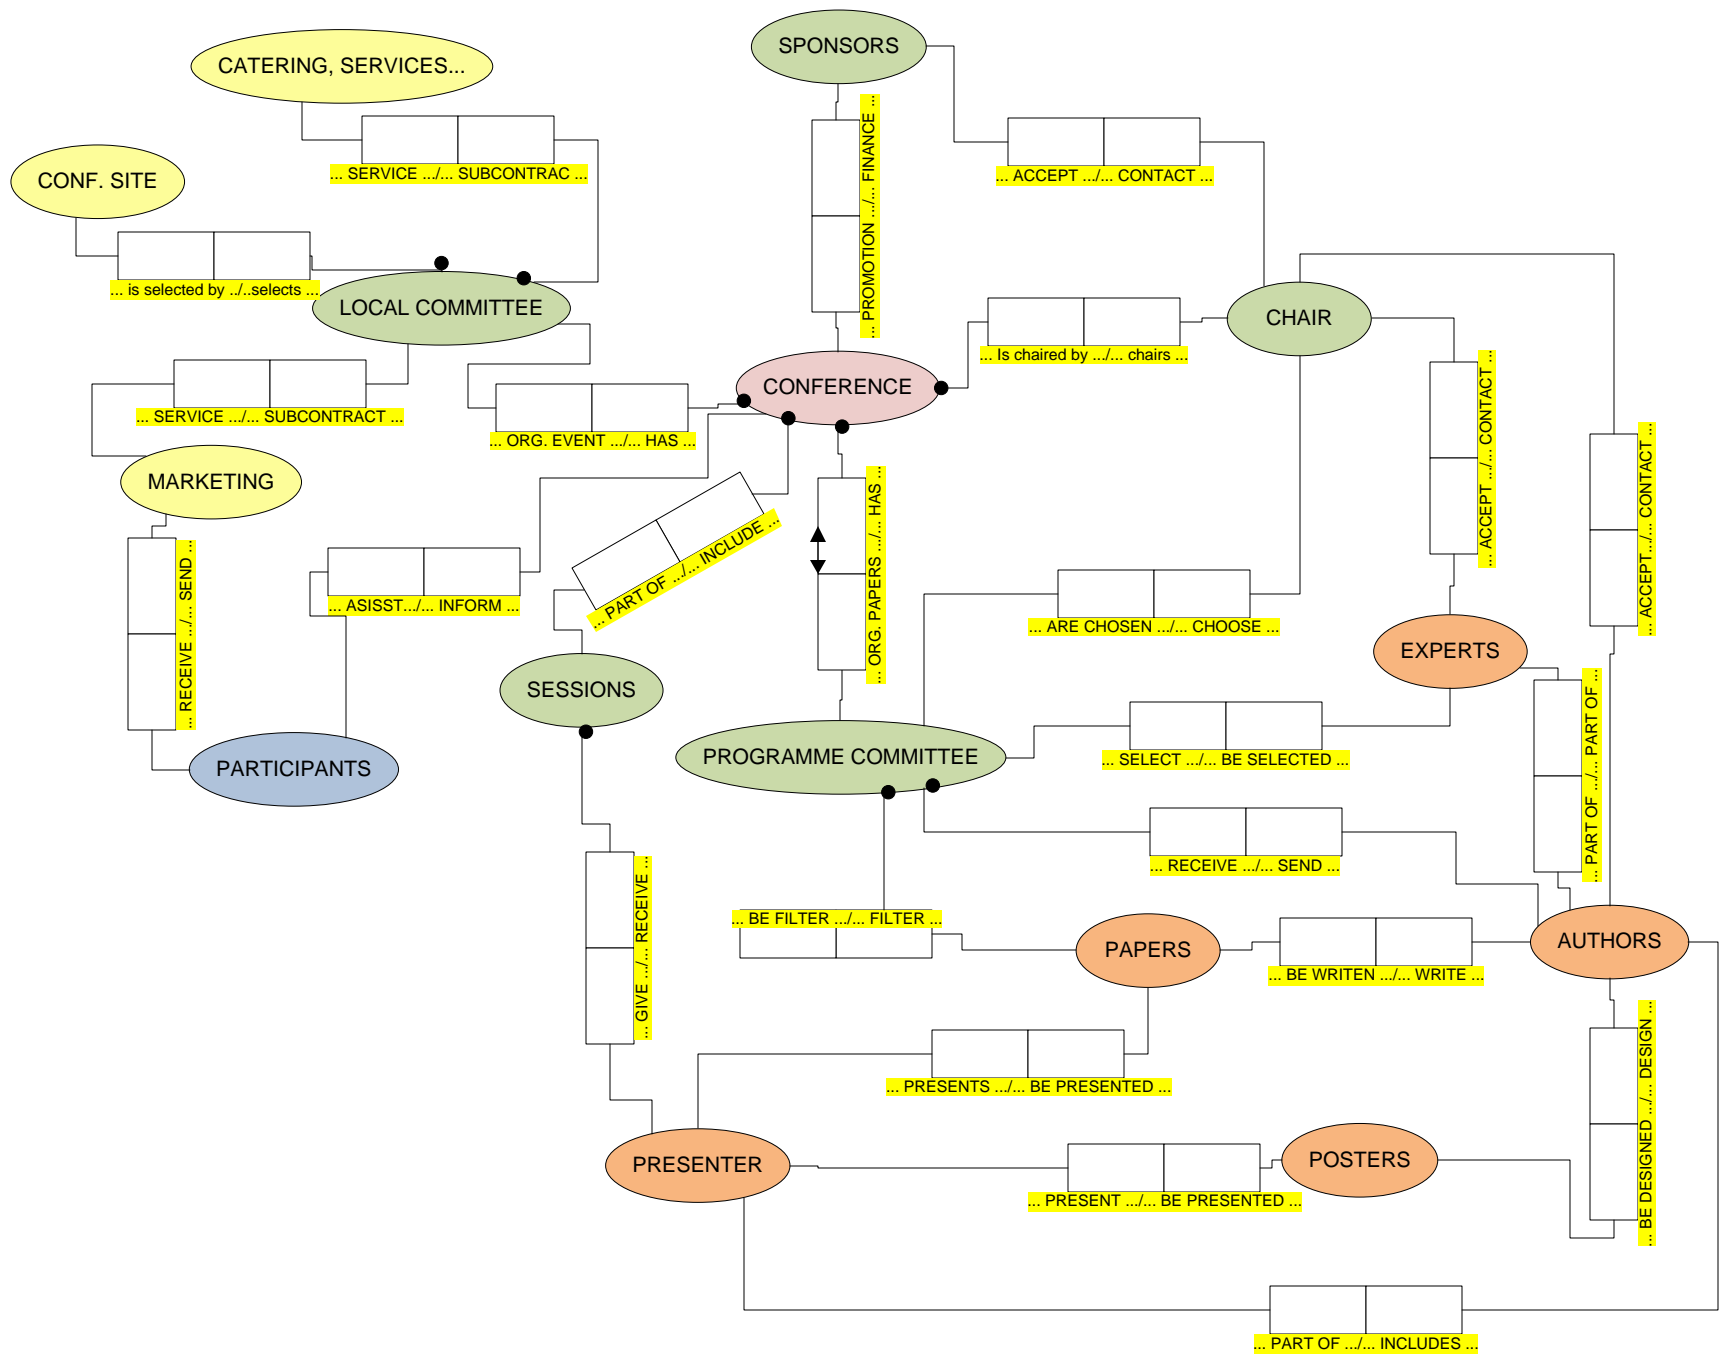 SPONSORS
CATERING, SERVICES...
... SERVICE .../... SUBCONTRAC ...
... PROMOTION .../... FINANCE ...
... ACCEPT .../... CONTACT ...
CONF. SITE
... is selected by ../..selects ...
LOCAL COMMITTEE
CHAIR
... Is chaired by .../... chairs ...
CONFERENCE
... SERVICE .../... SUBCONTRACT ...
... ORG. EVENT .../... HAS ...
... ACCEPT .../... CONTACT ...
... ACCEPT.../... CONTACT ...
MARKETING
... RECEIVE .../... SEND ...
... ASISST.../... INFORM ...
... PART OF .../... INCLUDE ...
... ORG. PAPERS .../... HAS ...
... ARE CHOSEN .../... CHOOSE ...
EXPERTS
SESSIONS
... PART OF .../... PART OF ...
PROGRAMME COMMITTEE
... SELECT .../... BE SELECTED ...
PARTICIPANTS
... RECEIVE .../... SEND ...
... GIVE .../... RECEIVE ...
... BE FILTER .../... FILTER ...
PAPERS
AUTHORS
... BE WRITEN .../... WRITE ...
... PRESENTS .../... BE PRESENTED ...
... BE DESIGNED .../... DESIGN ...
PRESENTER
POSTERS
... PRESENT .../... BE PRESENTED ...
... PART OF .../... INCLUDES ...